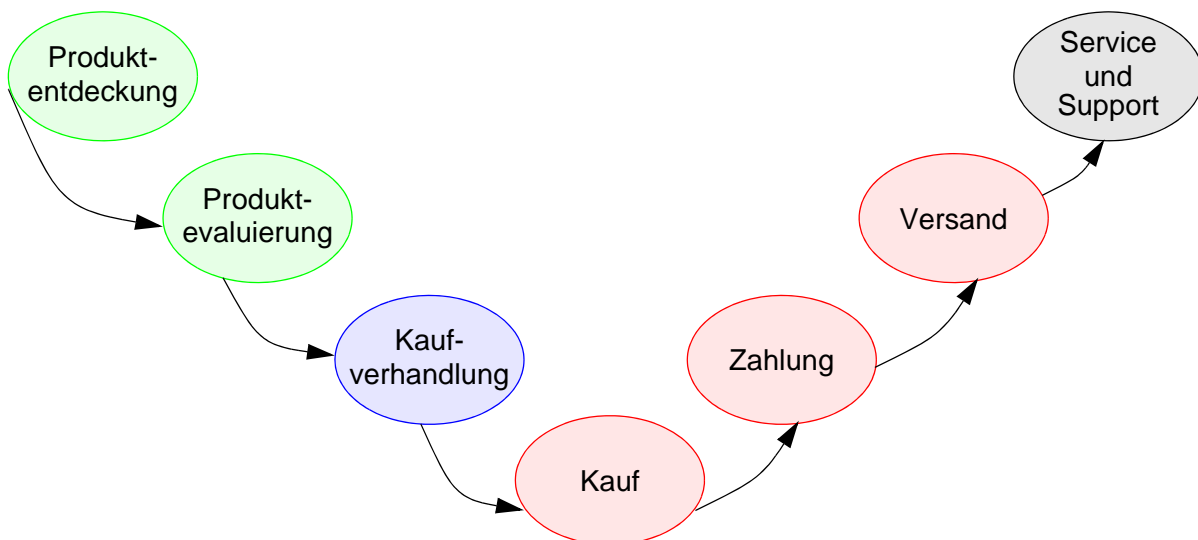 Produkt-
entdeckung
Produkt-
evaluierung
Kauf-
verhandlung
Kauf
Zahlung
Versand
Service
und
Support